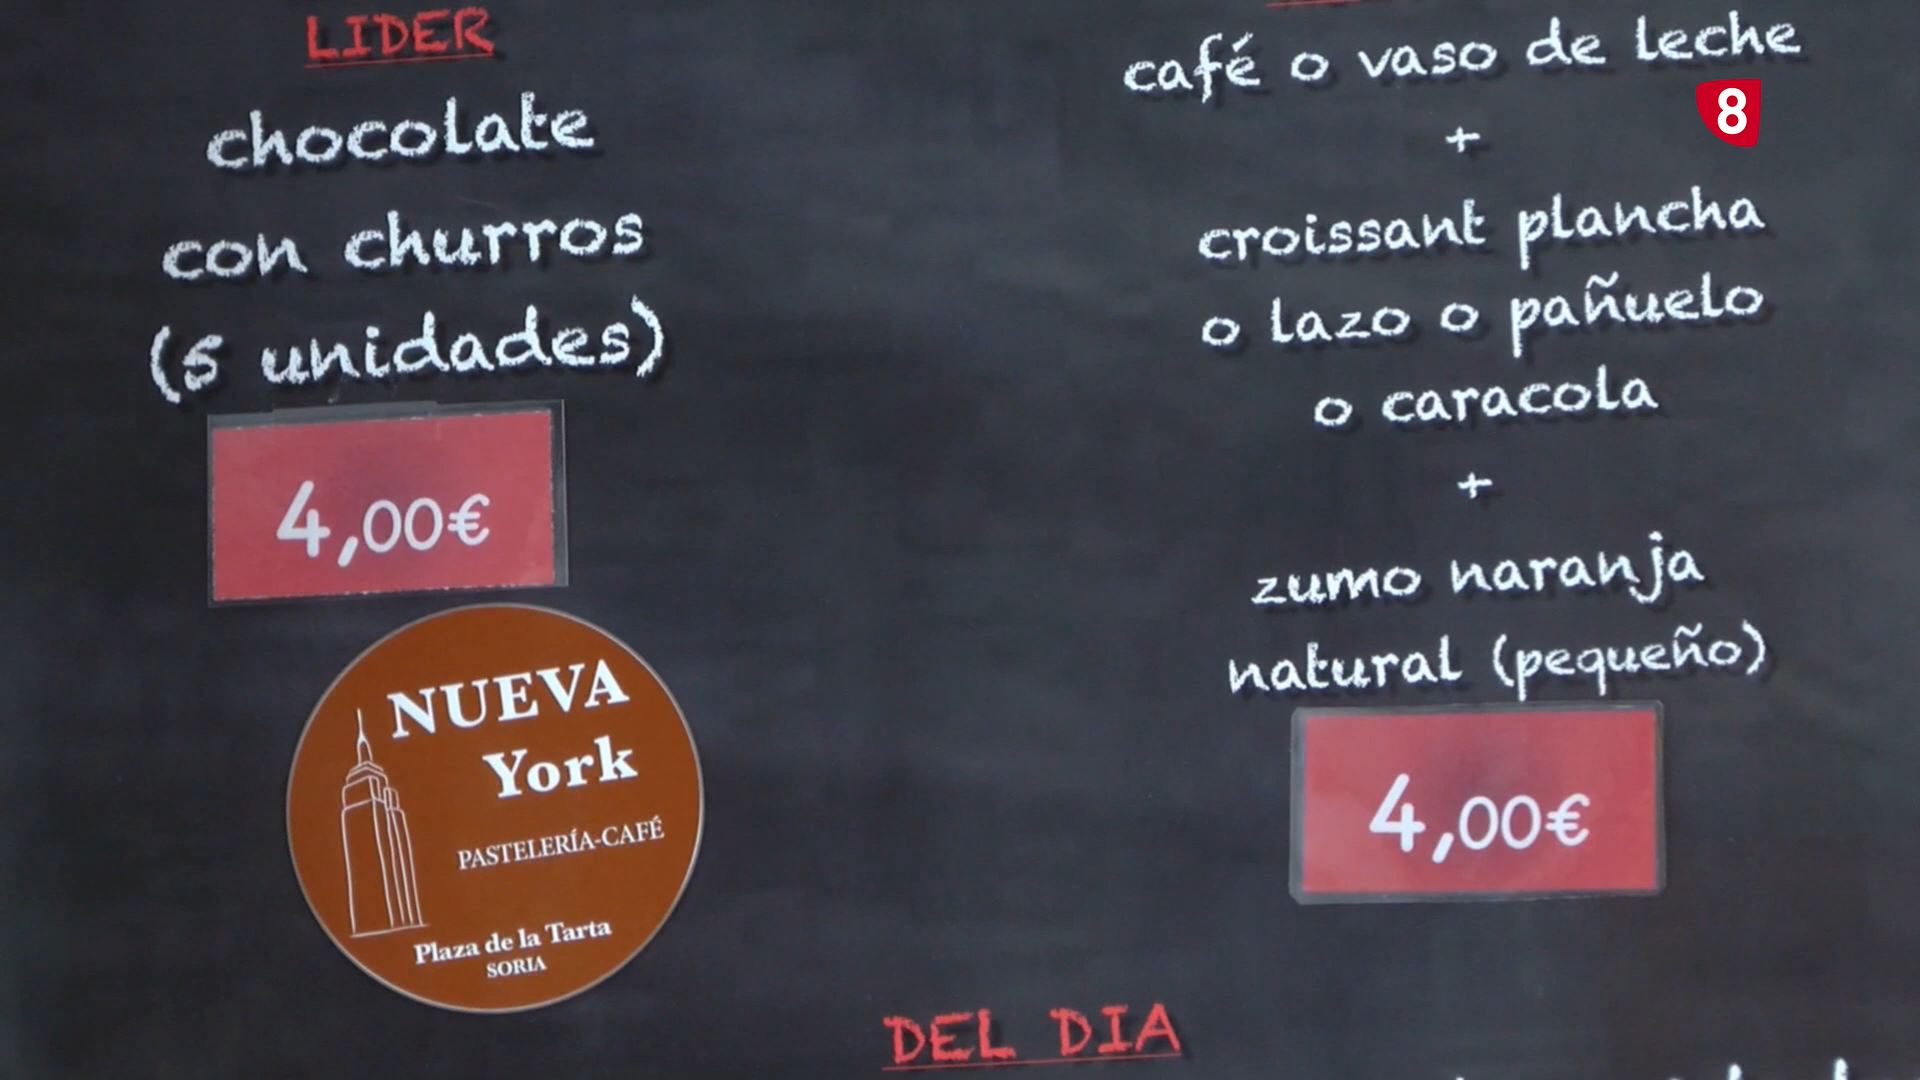 LIDER
chocolate
con churros
(5 unidades)
4,00€
NUEVA
York
PASTELERÍA-CAFÉ
Plaza de la Tarta
SORIA
café o vaso de leche
8
+
croissant plancha
o lazo o pañuelo
o caracola
+
zumo naranja
natural (pequeño)
4,00€
DEL DIA